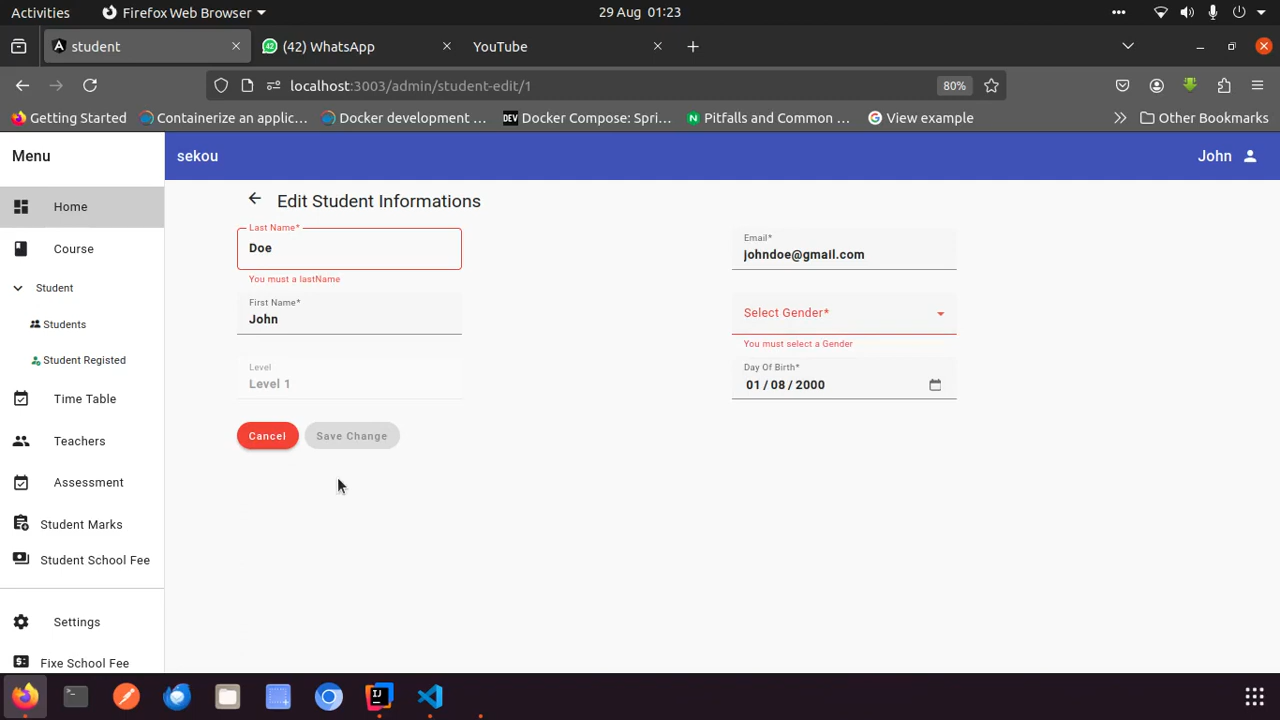 Activities Firefox Web Browser 29 Aug 01:23
student (42) WhatsApp YouTube
localhost:3003/admin/student-edit/1 80%
Getting Started Containerize an applic... Docker development ... DEV Docker Compose: Spri... N Pitfalls and Common ... View example Other Bookmarks
Menu sekou John
Home
Course
Student
Students
Student Registed
Time Table
Teachers
Assessment
Student Marks
Student School Fee
Settings
Fixe School Fee
Edit Student Informations
Last Name*
Doe
You must a lastName
First Name*
John
Level
Level 1
Cancel Save Change
Email*
johndoe@gmail.com
Select Gender*
You must select a Gender
Day Of Birth*
01 / 08 / 2000